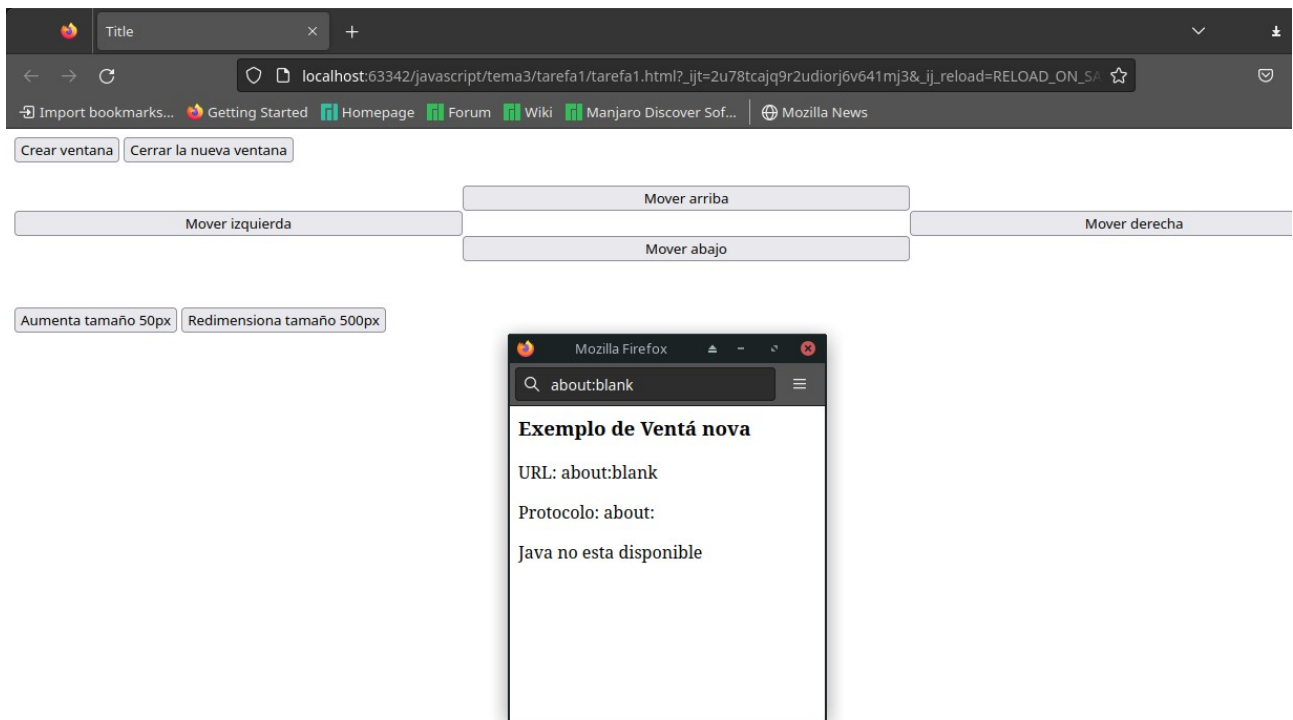 Title
localhost:63342/javascript/tema3/tarefa1/tarefa1.html?_ijt=2u78tcajq9r2udiorj6v641mj3&_ij_reload=RELOAD_ON_SA
Import bookmarks... Getting Started Homepage Forum Wiki Manjaro Discover Sof... Mozilla News
Crear ventana Cerrar la nueva ventana
Mover arriba
Mover izquierda Mover derecha
Mover abajo
Aumenta tamaño 50px Redimensiona tamaño 500px
Mozilla Firefox
about:blank
Exemplo de Ventá nova
URL: about:blank
Protocolo: about:
Java no esta disponible